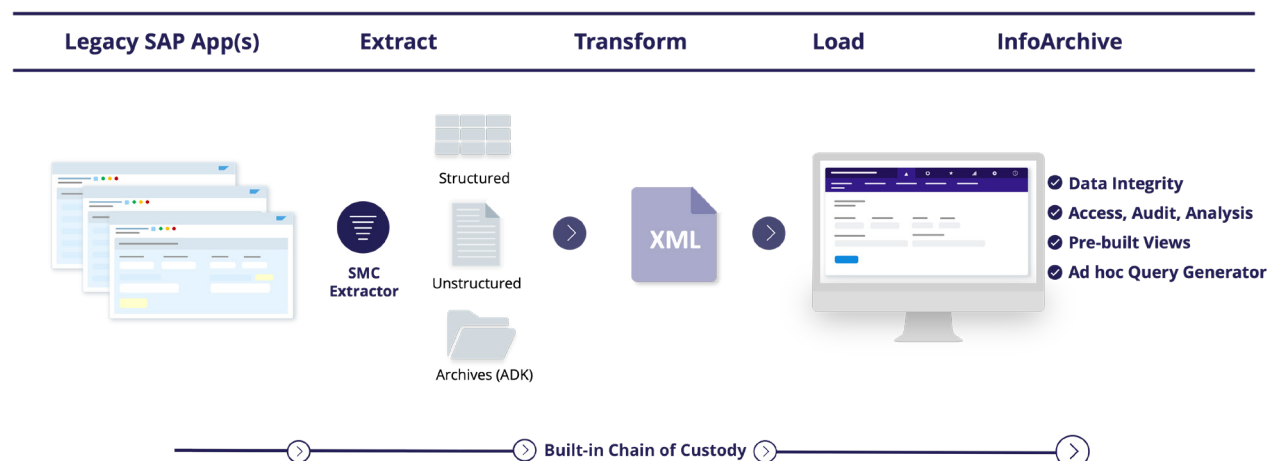 Legacy SAP App(s)
Extract
Transform
Load
InfoArchive
SMC
Extractor
Structured
Unstructured
Archives (ADK)
XML
Data Integrity
Access, Audit, Analysis
Pre-built Views
Ad hoc Query Generator
Built-in Chain of Custody